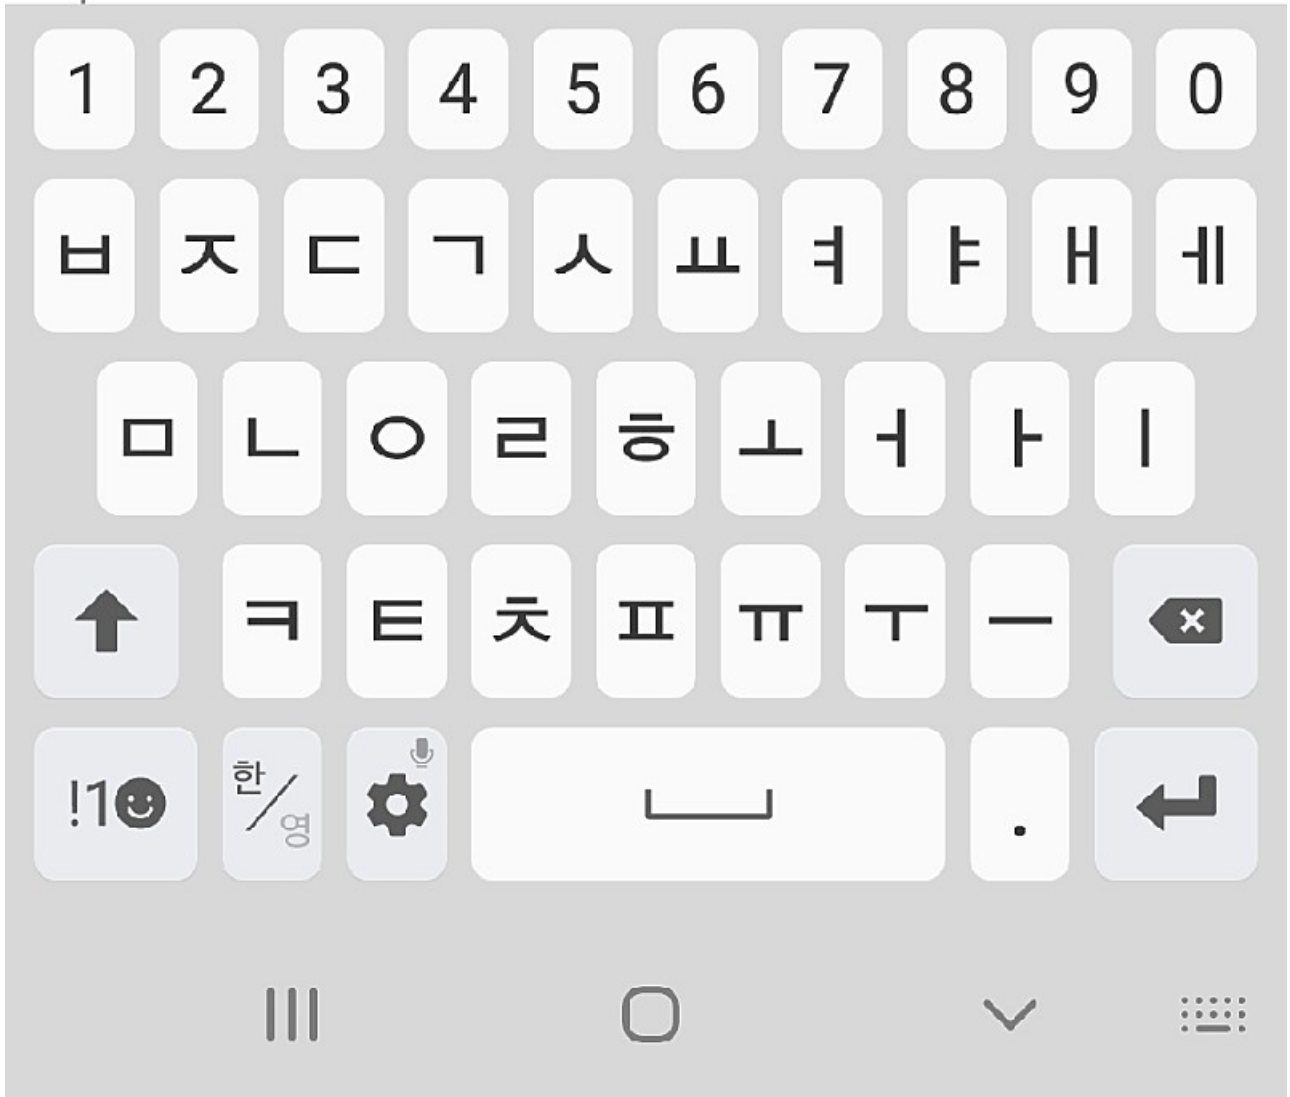 1 2 3 4 5 6 7 8 9 0
ㅂ ㅈ ㄷ ㄱ ㅅ ㅛ ㅕ ㅑ ㅐ ㅔ
ㅁ ㄴ ㅇ ㄹ ㅎ ㅗ ㅓ ㅏ ㅣ
ㅋ ㅌ ㅊ ㅍ ㅠ ㅜ ㅡ
!1☻ 한/영 .